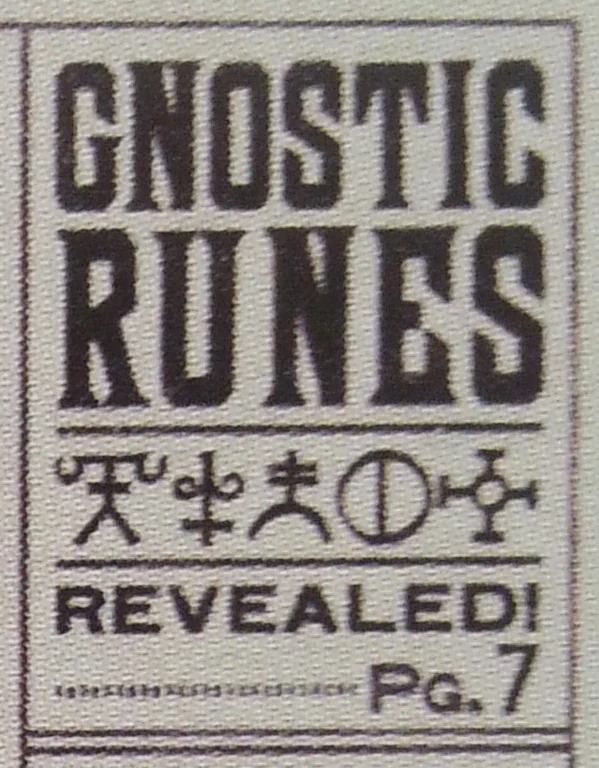 GNOSTIC
RUNES
REVEALED!
Pg. 7